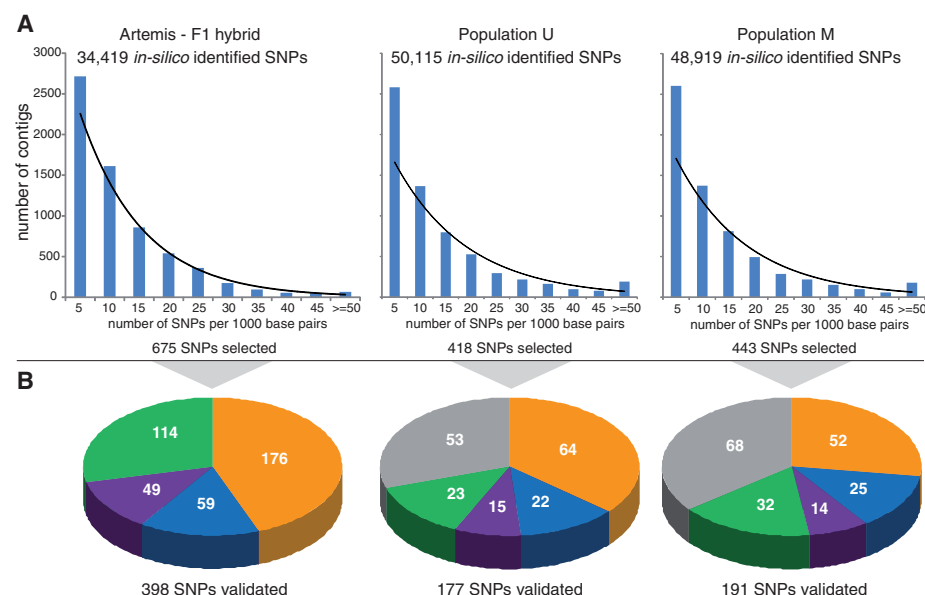 A
Artemis - F1 hybrid
34,419 in-silico identified SNPs
Population U
50,115 in-silico identified SNPs
Population M
48,919 in-silico identified SNPs
number of contigs
3000
2500
2000
1500
1000
500
0
5 10 15 20 25 30 35 40 45 >=50
5 10 15 20 25 30 35 40 45 >=50
5 10 15 20 25 30 35 40 45 >=50
number of SNPs per 1000 base pairs
number of SNPs per 1000 base pairs
number of SNPs per 1000 base pairs
675 SNPs selected
418 SNPs selected
443 SNPs selected
B
114
176
49
59
53
64
23
15
22
68
52
25
32
14
398 SNPs validated
177 SNPs validated
191 SNPs validated